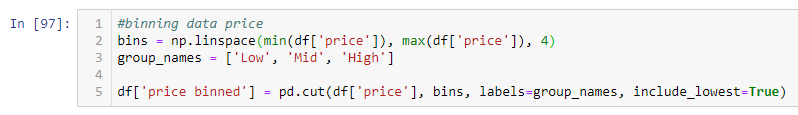 In [97]:
1 #binning data price
2 bins = np.linspace(min(df['price']), max(df['price']), 4)
3 group_names = ['Low', 'Mid', 'High']
4
5 df['price binned'] = pd.cut(df['price'], bins, labels=group_names, include_lowest=True)